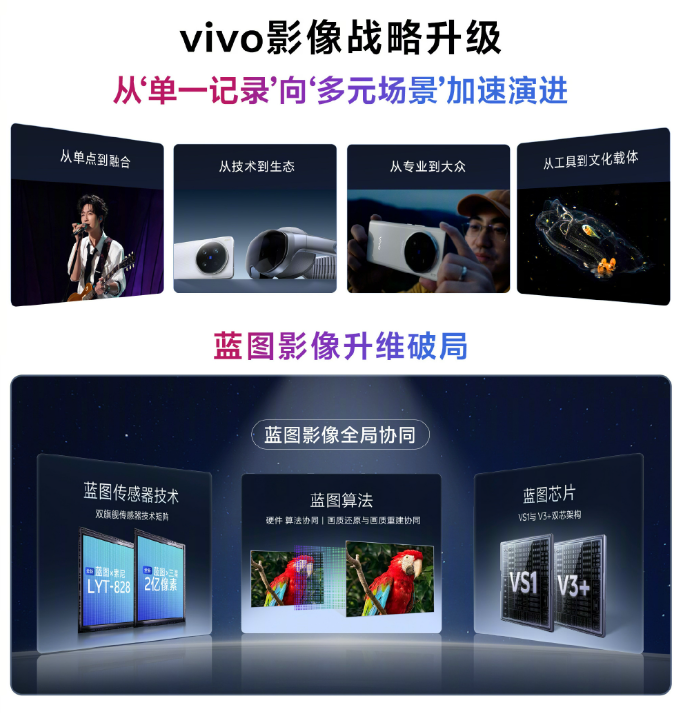 vivo影像战略升级
从‘单一记录’向‘多元场景’加速演进
从单点到融合
从技术到生态
从专业到大众
从工具到文化载体
蓝图影像升维破局
蓝图影像全局协同
蓝图传感器技术
双旗舰传感器技术矩阵
蓝图×索尼
LYT-828
蓝图×三星
2亿像素
蓝图算法
硬件 算法协同 | 画质还原与画质重建协同
蓝图芯片
VS1与 V3+双芯架构
VS1
V3+